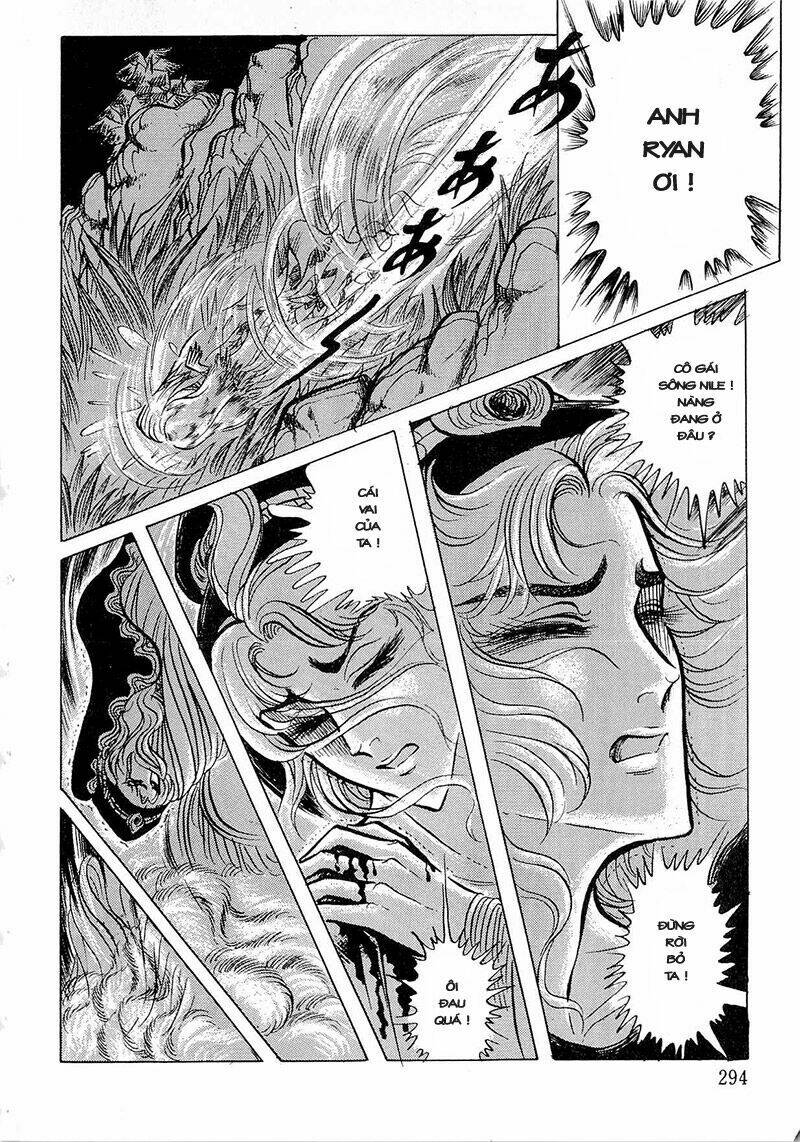 ANH
RYAN
ƠI !
あ
あ
あ
CÔ GÁI
SÔNG NILE !
NÀNG
ĐANG Ở
ĐÂU ?
CÁI
VAI
CỦA
TA !
ĐỪNG
RỜI
BỎ
TA !
ÔI
ĐAU
QUÁ !
294